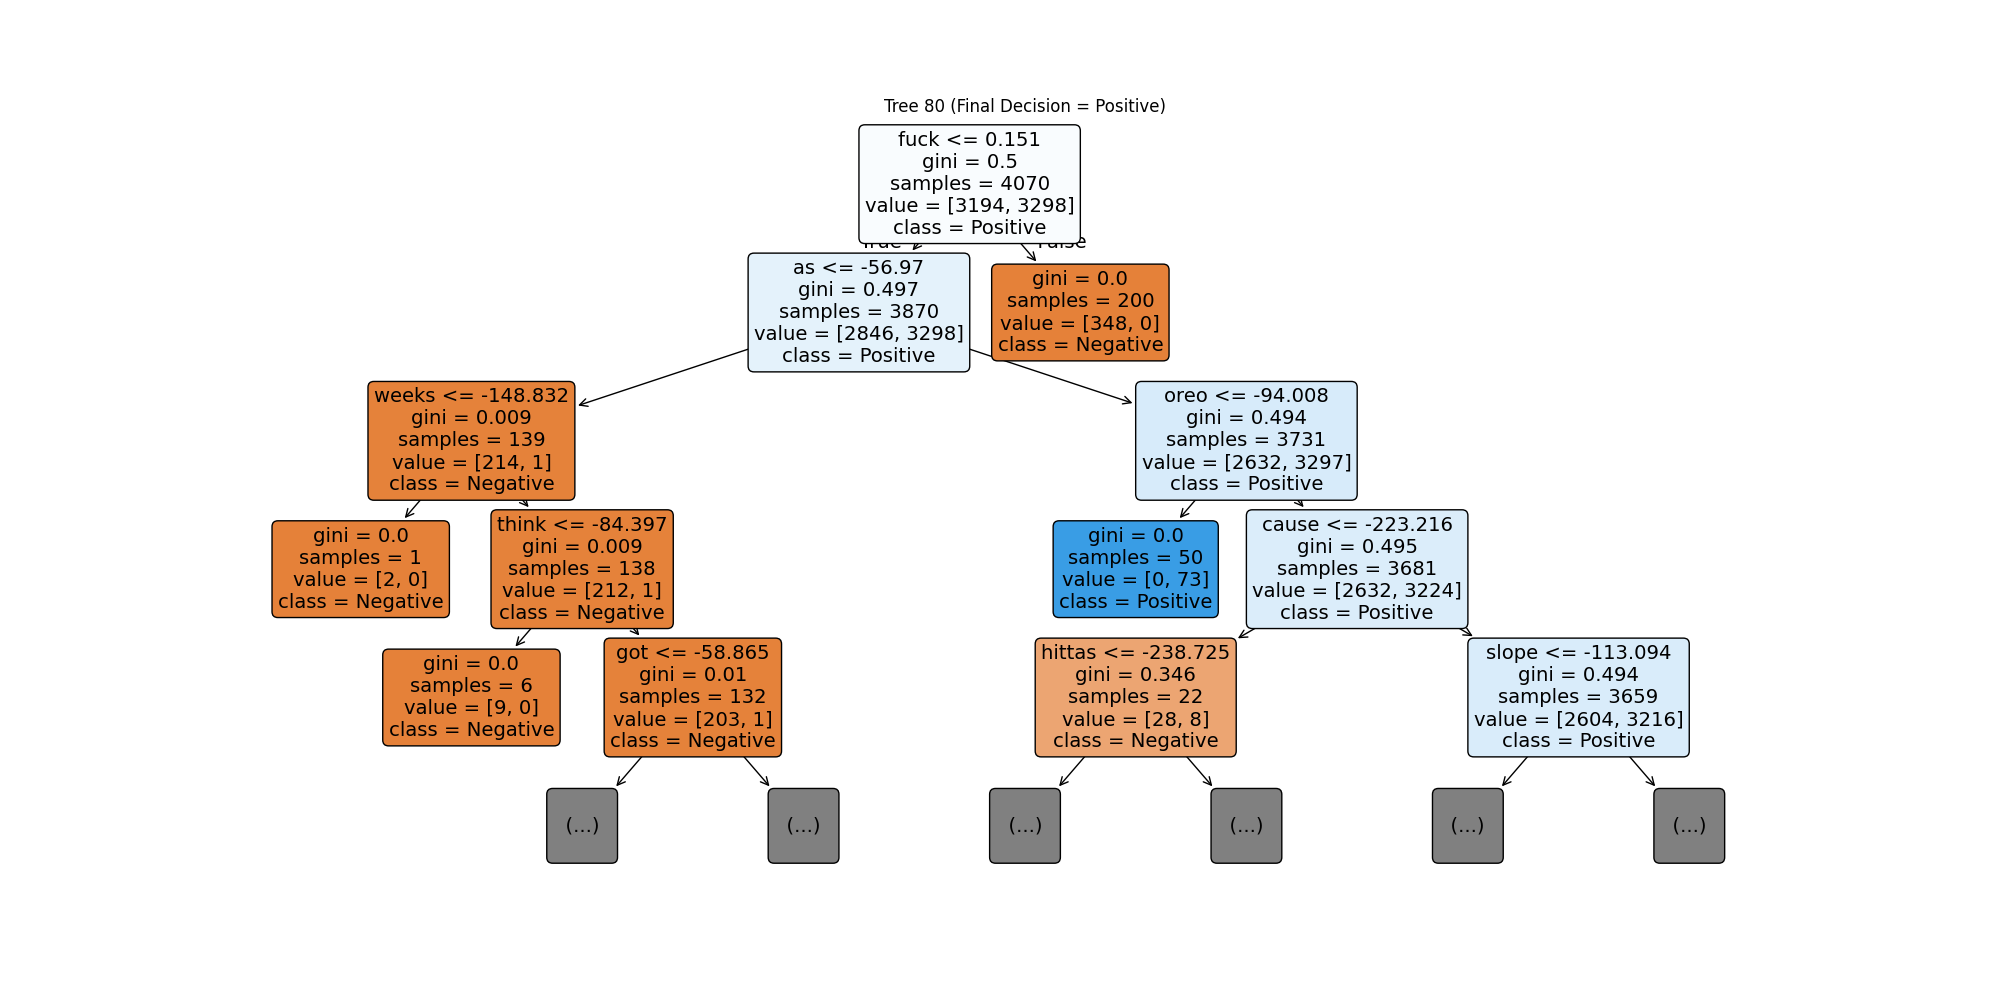 Tree 80 (Final Decision = Positive)
fuck <= 0.151
gini = 0.5
samples = 4070
value = [3194, 3298]
class = Positive
True
False
as <= -56.97
gini = 0.497
samples = 3870
value = [2846, 3298]
class = Positive
gini = 0.0
samples = 200
value = [348, 0]
class = Negative
weeks <= -148.832
gini = 0.009
samples = 139
value = [214, 1]
class = Negative
oreo <= -94.008
gini = 0.494
samples = 3731
value = [2632, 3297]
class = Positive
gini = 0.0
samples = 1
value = [2, 0]
class = Negative
think <= -84.397
gini = 0.009
samples = 138
value = [212, 1]
class = Negative
gini = 0.0
samples = 50
value = [0, 73]
class = Positive
cause <= -223.216
gini = 0.495
samples = 3681
value = [2632, 3224]
class = Positive
gini = 0.0
samples = 6
value = [9, 0]
class = Negative
got <= -58.865
gini = 0.01
samples = 132
value = [203, 1]
class = Negative
hittas <= -238.725
gini = 0.346
samples = 22
value = [28, 8]
class = Negative
slope <= -113.094
gini = 0.494
samples = 3659
value = [2604, 3216]
class = Positive
(...)
(...)
(...)
(...)
(...)
(...)